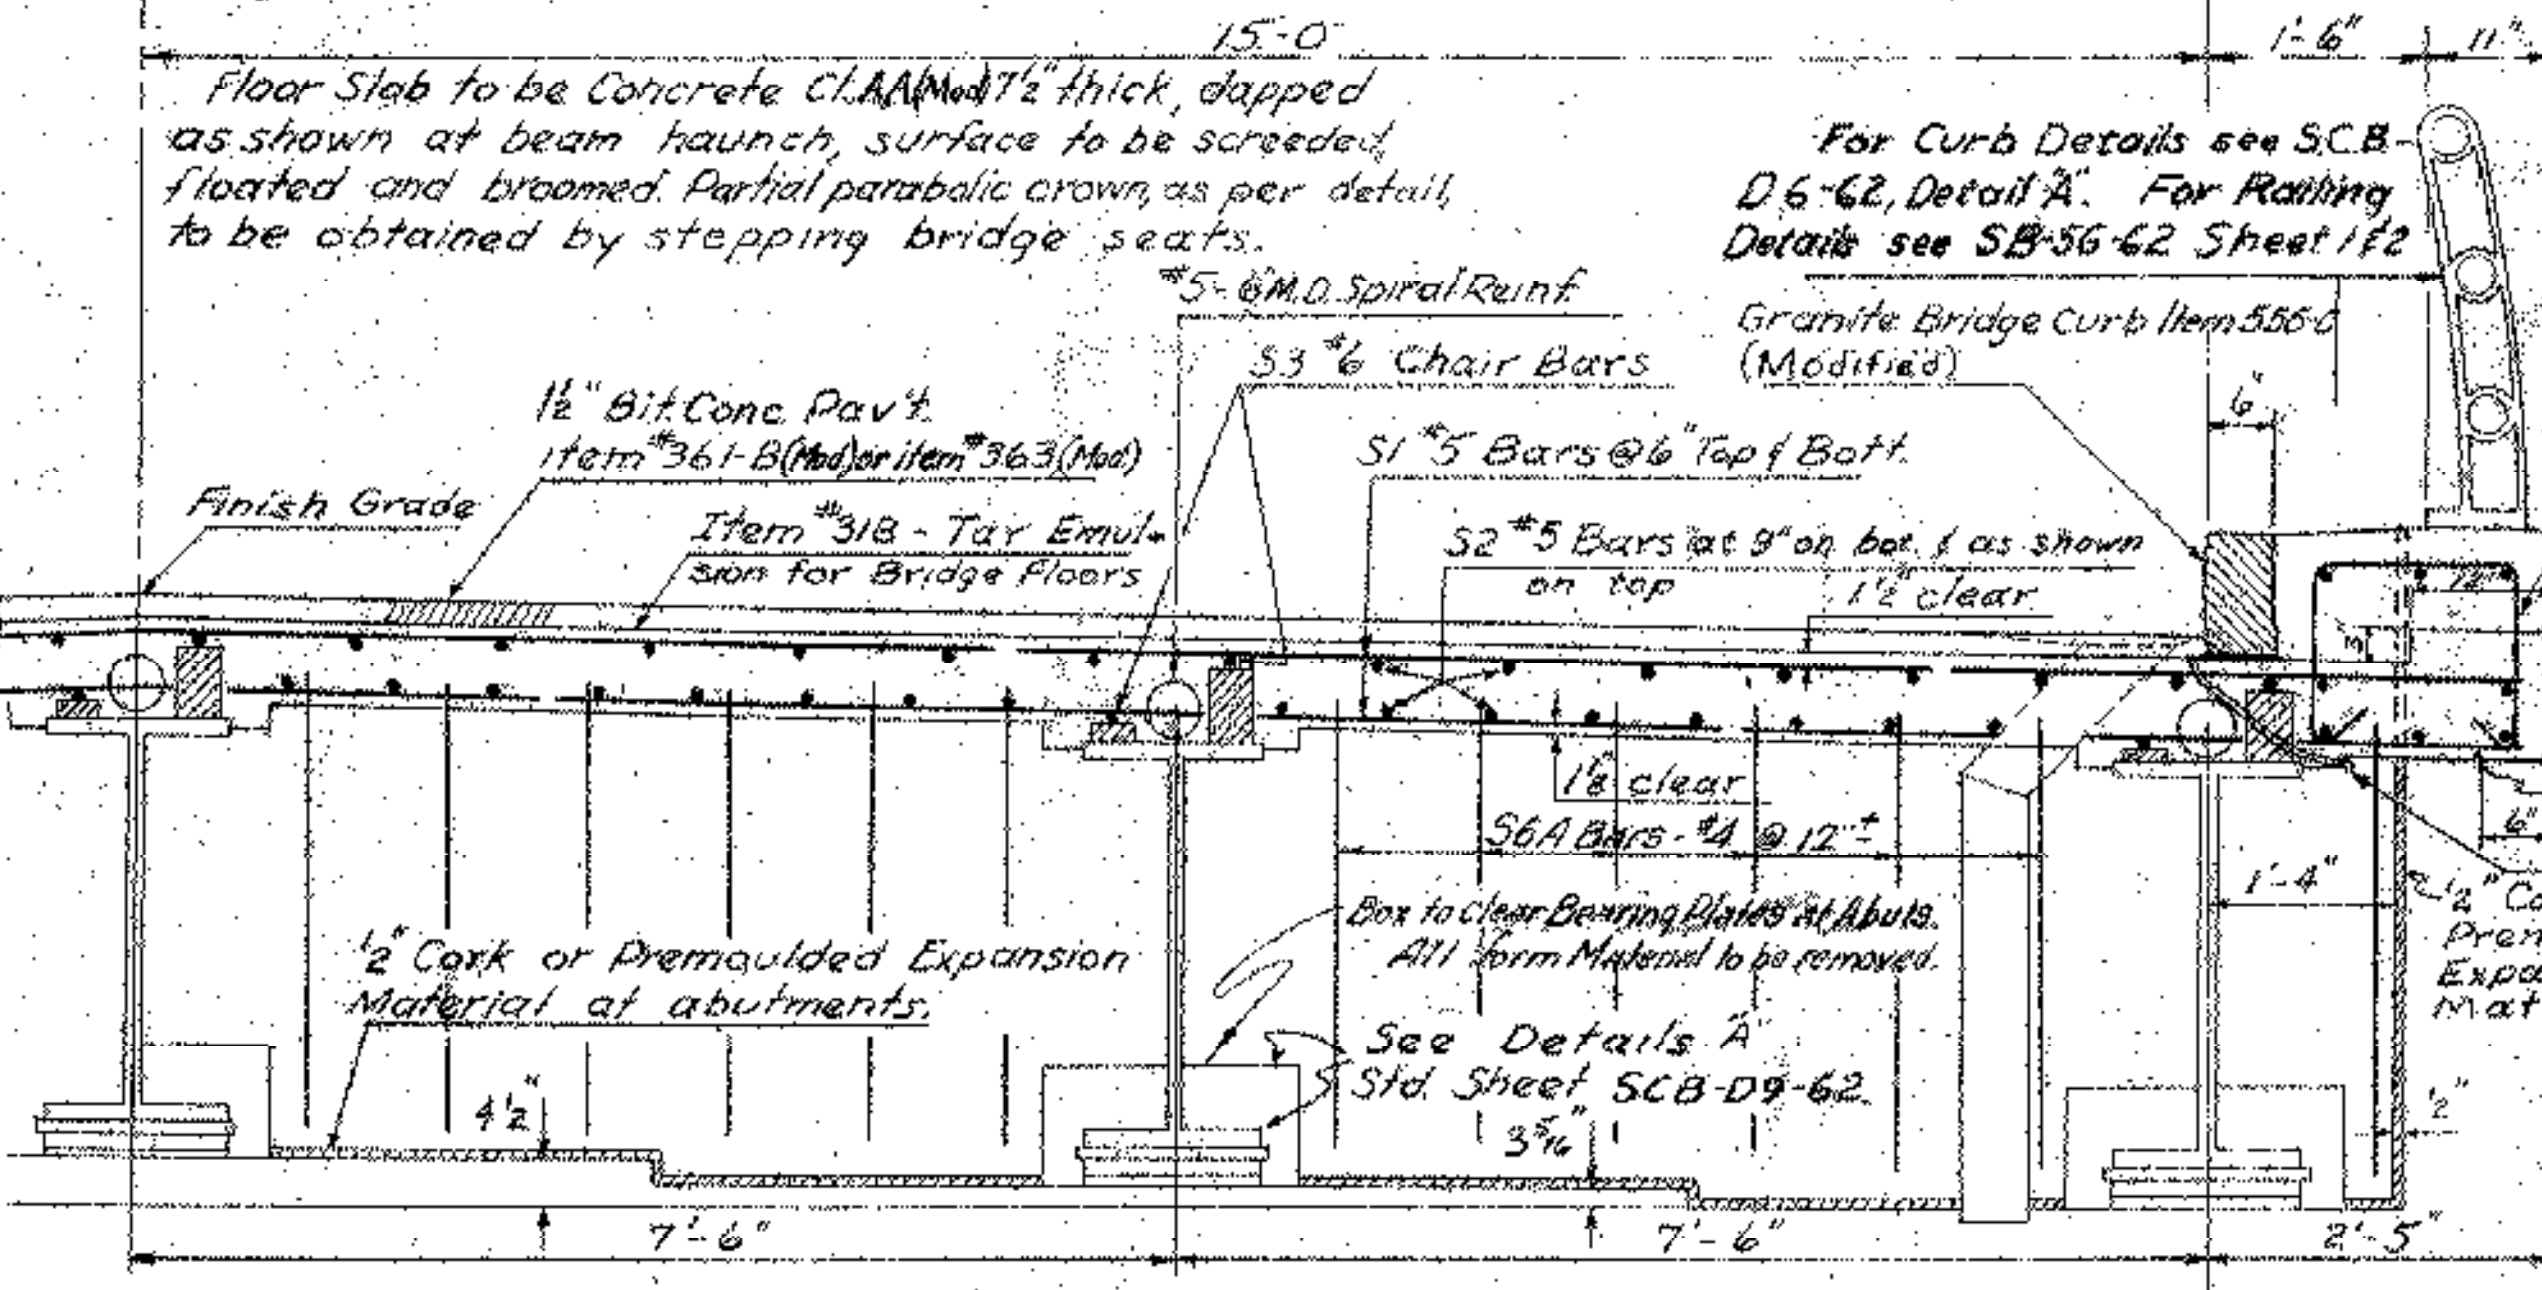 15'-0
1'-6"
11"
Floor Slab to be Concrete Cl.AA(Mod) 7½" thick, dapped
as shown at beam haunch, surface to be screeded,
floated and broomed. Partial parabolic crown, as per detail,
to be obtained by stepping bridge seats.
For Curb Details see S.C.B.-
D6-62, Detail "A". For Railing
Details see SB-56-62 Sheet 1 & 2
#5-@M.O. Spiral Reinf.
S3 #6 Chair Bars
Granite Bridge Curb Item 556-C
(Modified)
6"
1½" Bit. Conc. Pav't.
item #361-B (Mod) or item #363 (Mod)
S1 #5 Bars @ 6" Top & Bott.
Finish Grade
Item #318 - Tar Emul-
sion for Bridge Floors
S2 #5 Bars at 9" on bot. & as shown
on top
1½" clear
3"
1⅛" clear
S6A Bars - #4 @ 12" ±
6"
1'-4"
Box to clear Bearing Plates at Abuts.
All Form Material to be removed.
½" Co
Prem
Expa
Mat
½" Cork or Premoulded Expansion
Material at abutments.
See Details "A"
Std. Sheet SCB-D9-62.
4½"
3⁵⁄₁₆"
½"
7'-6"
7'-6"
2'-5"